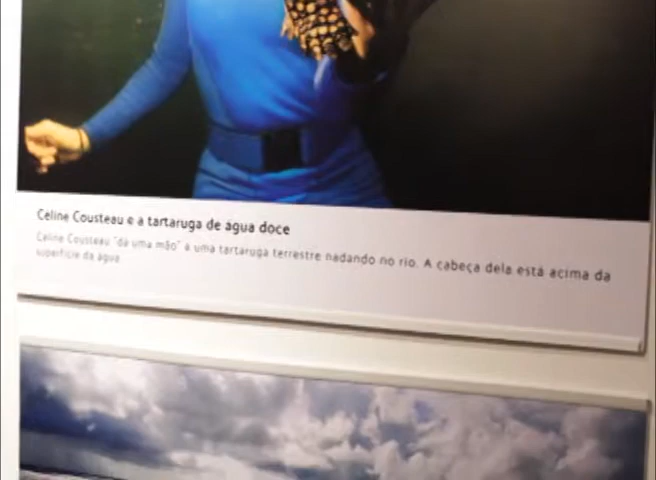 Celine Cousteau e a tartaruga de água doce
Celine Cousteau "dá uma mão" a uma tartaruga terrestre nadando no rio. A cabeça dela está acima da
superfície da água.